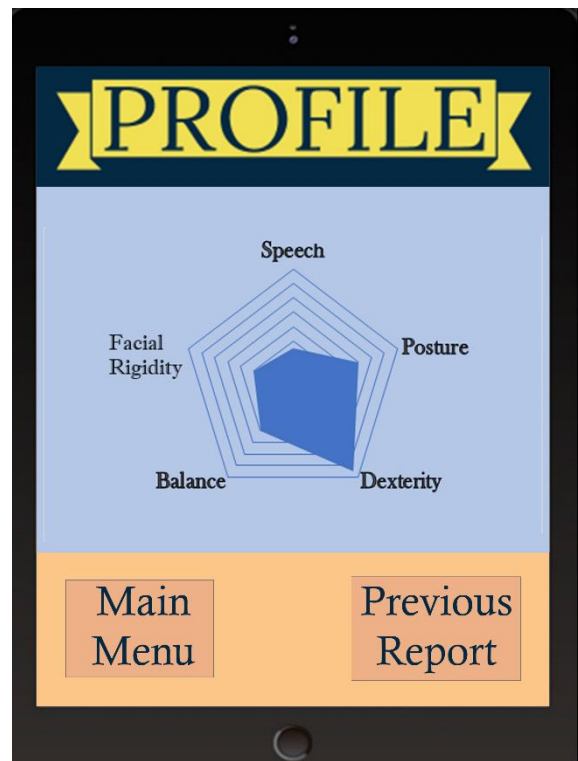 PROFILE
Speech
Facial
Rigidity
Posture
Balance
Dexterity
Main
Menu
Previous
Report